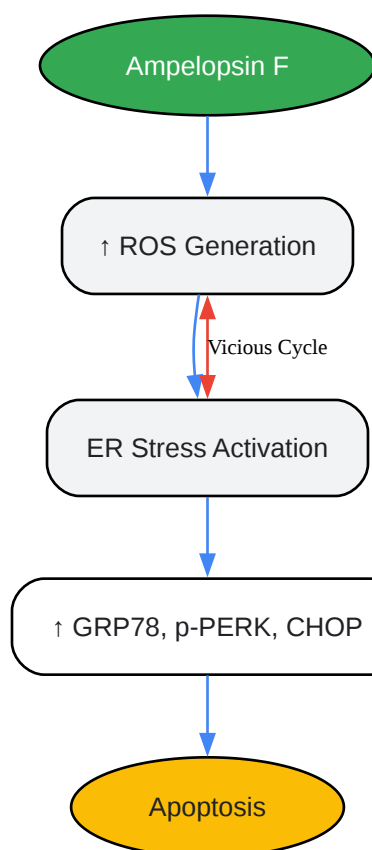 Ampelopsin F
↑ ROS Generation
Vicious Cycle
ER Stress Activation
↑ GRP78, p-PERK, CHOP
Apoptosis